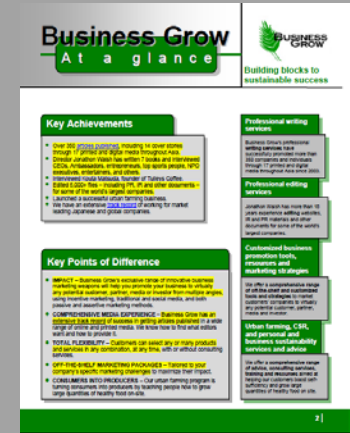 Business Grow
At a glance
BUSINESS
GROW
Building blocks to
sustainable success
Key Achievements
Over 350 articles published, including 14 cover stories
through 17 printed and digital media throughout Asia.
Director Jonathan Walsh has written 7 books and interviewed
CEOs, Ambassadors, entrepreneurs, top sports people, NPO
executives, entertainers, and others.
Interviewed Kouta Matsuda, founder of Tullys Coffee.
Edited 5,000+ files – including PR, IR and other documents –
for some of the world's largest companies.
Launched a successful urban farming business.
We have an extensive track record of working for market
leading Japanese and global companies.
Key Points of Difference
IMPACT – Business Grow's exclusive range of innovative business
marketing weapons will help you promote your business to virtually
any potential customer, partner, media or investor from multiple angles,
using incentive marketing, traditional and social media, and both
passive and assertive marketing methods.
COMPREHENSIVE MEDIA EXPERIENCE – Business Grow has an
extensive track record of success in getting articles published in a wide
range of online and printed media. We know how to find what editors
want and how to provide it.
TOTAL FLEXIBILITY – Customers can select any or many products
and services in any combination, at any time, with or without consulting
services.
OFF-THE-SHELF MARKETING PACKAGES – Tailored to your
company's specific marketing challenges to maximize their impact.
CONSUMERS INTO PRODUCERS – Our urban farming program is
turning consumers into producers by teaching people how to grow
large quantities of healthy food on-site.
Professional writing
services
Business Grow's professional
writing services have
successfully provided more than
350 companies and individuals
through 17 printed and digital
media throughout Asia since 2003.
Professional editing
services
Jonathan Walsh has more than 15
years experience editing websites,
IR and PR materials and other
documents for some of the world's
largest companies.
Customized business
promotion tools,
resources and
marketing strategies
We offer a comprehensive range
of off-the-shelf and customized
tools and strategies to market
customers' companies to virtually
any potential customer, partner,
media and investor.
Urban farming, CSR,
and personal and
business sustainability
services and advice
We offer a comprehensive range
of advice, consulting services,
training and resources aimed at
helping our customers boost self-
sufficiency and grow large
quantities of healthy food on site.
2